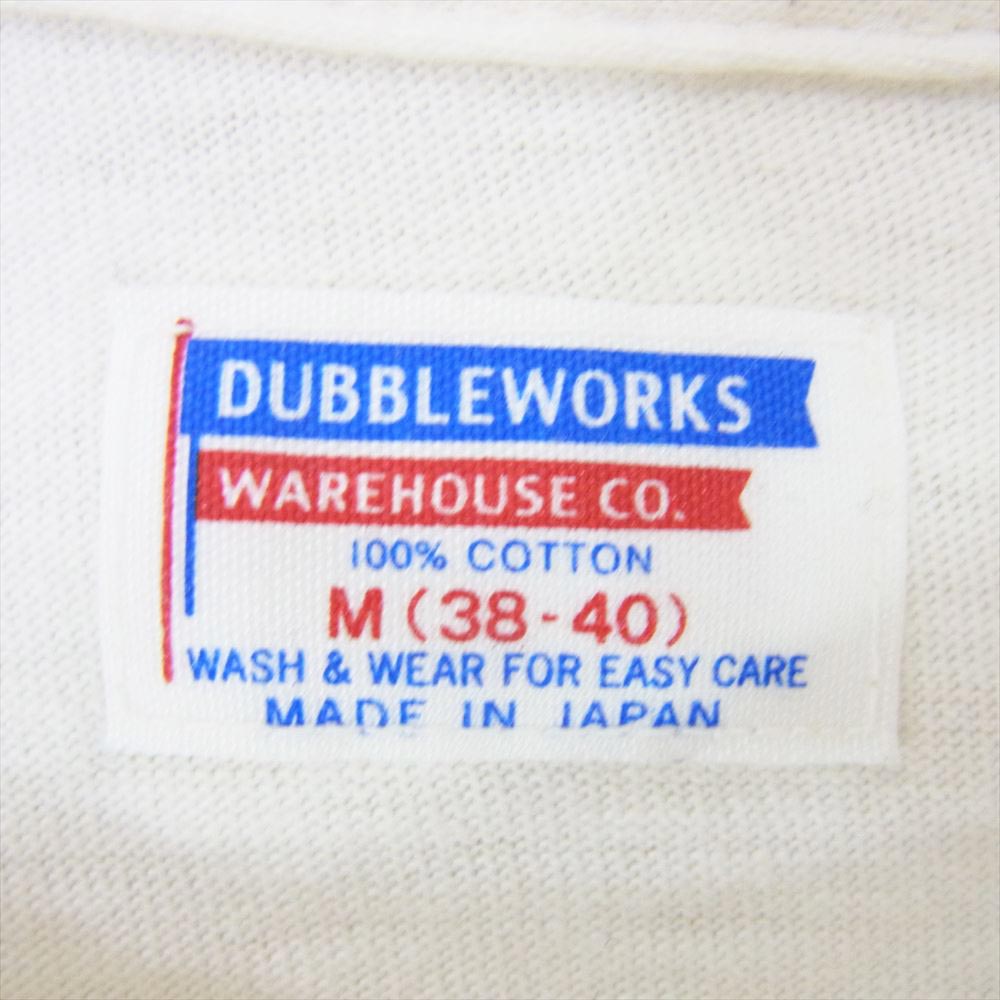 DUBBLEWORKS
WAREHOUSE CO.
100% COTTON
M (38-40)
WASH & WEAR FOR EASY CARE
MADE IN JAPAN